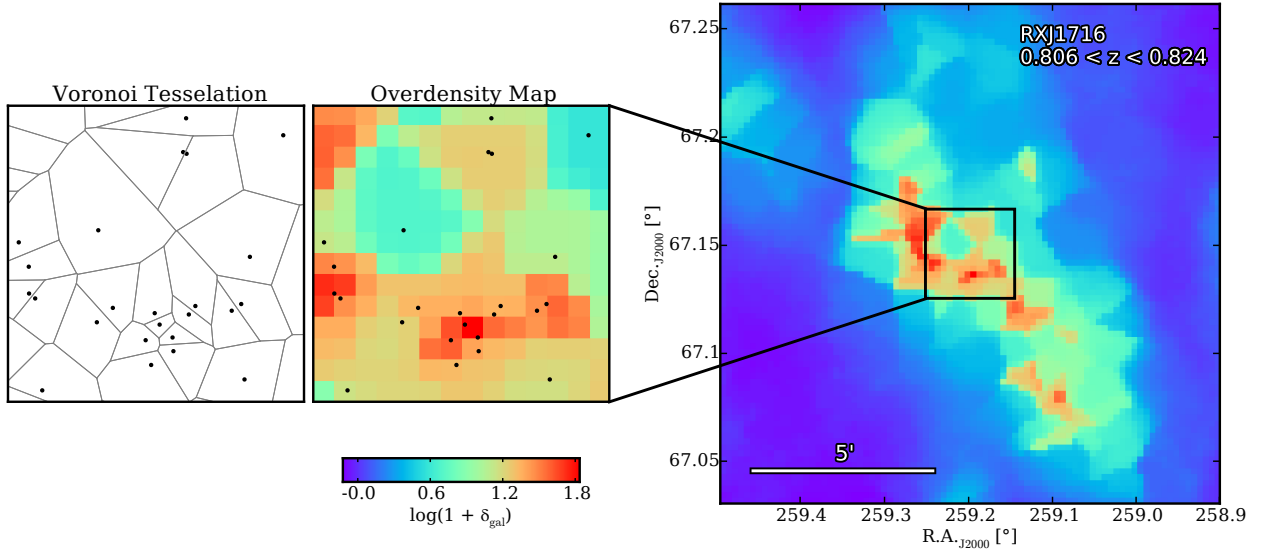 Voronoi Tesselation
Overdensity Map
RXJ1716
0.806 < z < 0.824
67.25
67.2
67.15
67.1
67.05
Dec.J2000 [°]
5'
259.4 259.3 259.2 259.1 259.0 258.9
R.A.J2000 [°]
-0.0 0.6 1.2 1.8
log(1 + δgal)